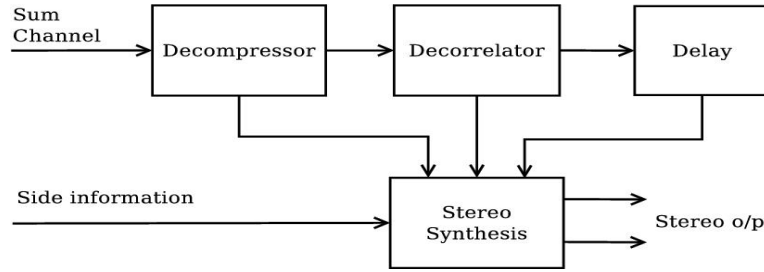 Sum
Channel
Decompressor
Decorrelator
Delay
Side information
Stereo
Synthesis
Stereo o/p